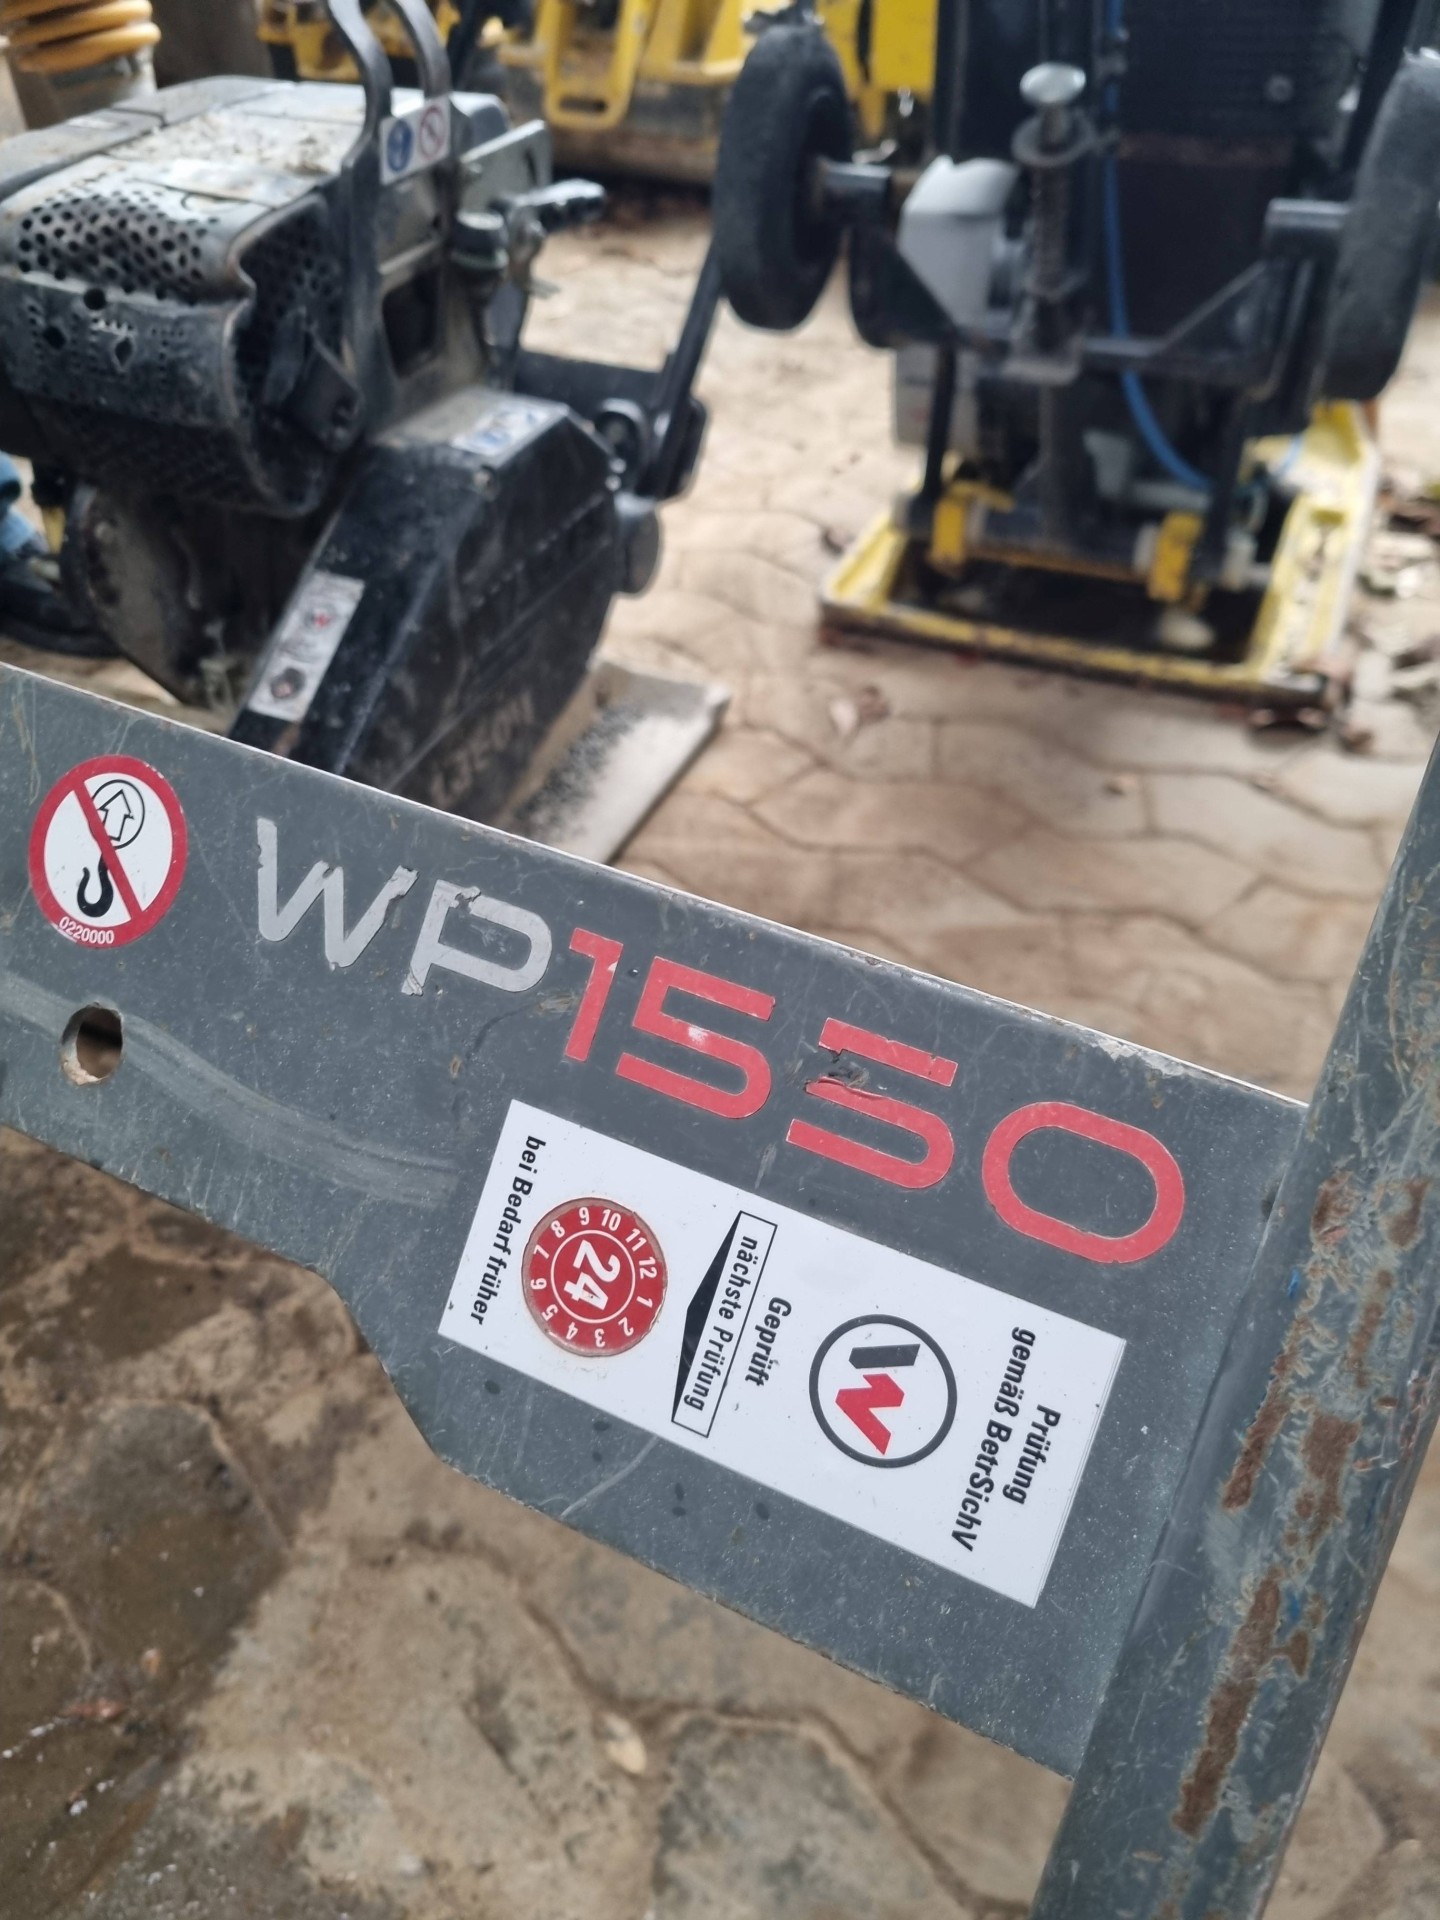 WP1550
0220000
Prüfung
gemäß BetrSichV
Geprüft
nächste Prüfung
24
1 2 3 4 5 6 7 8 9 10 11 12
bei Bedarf früher